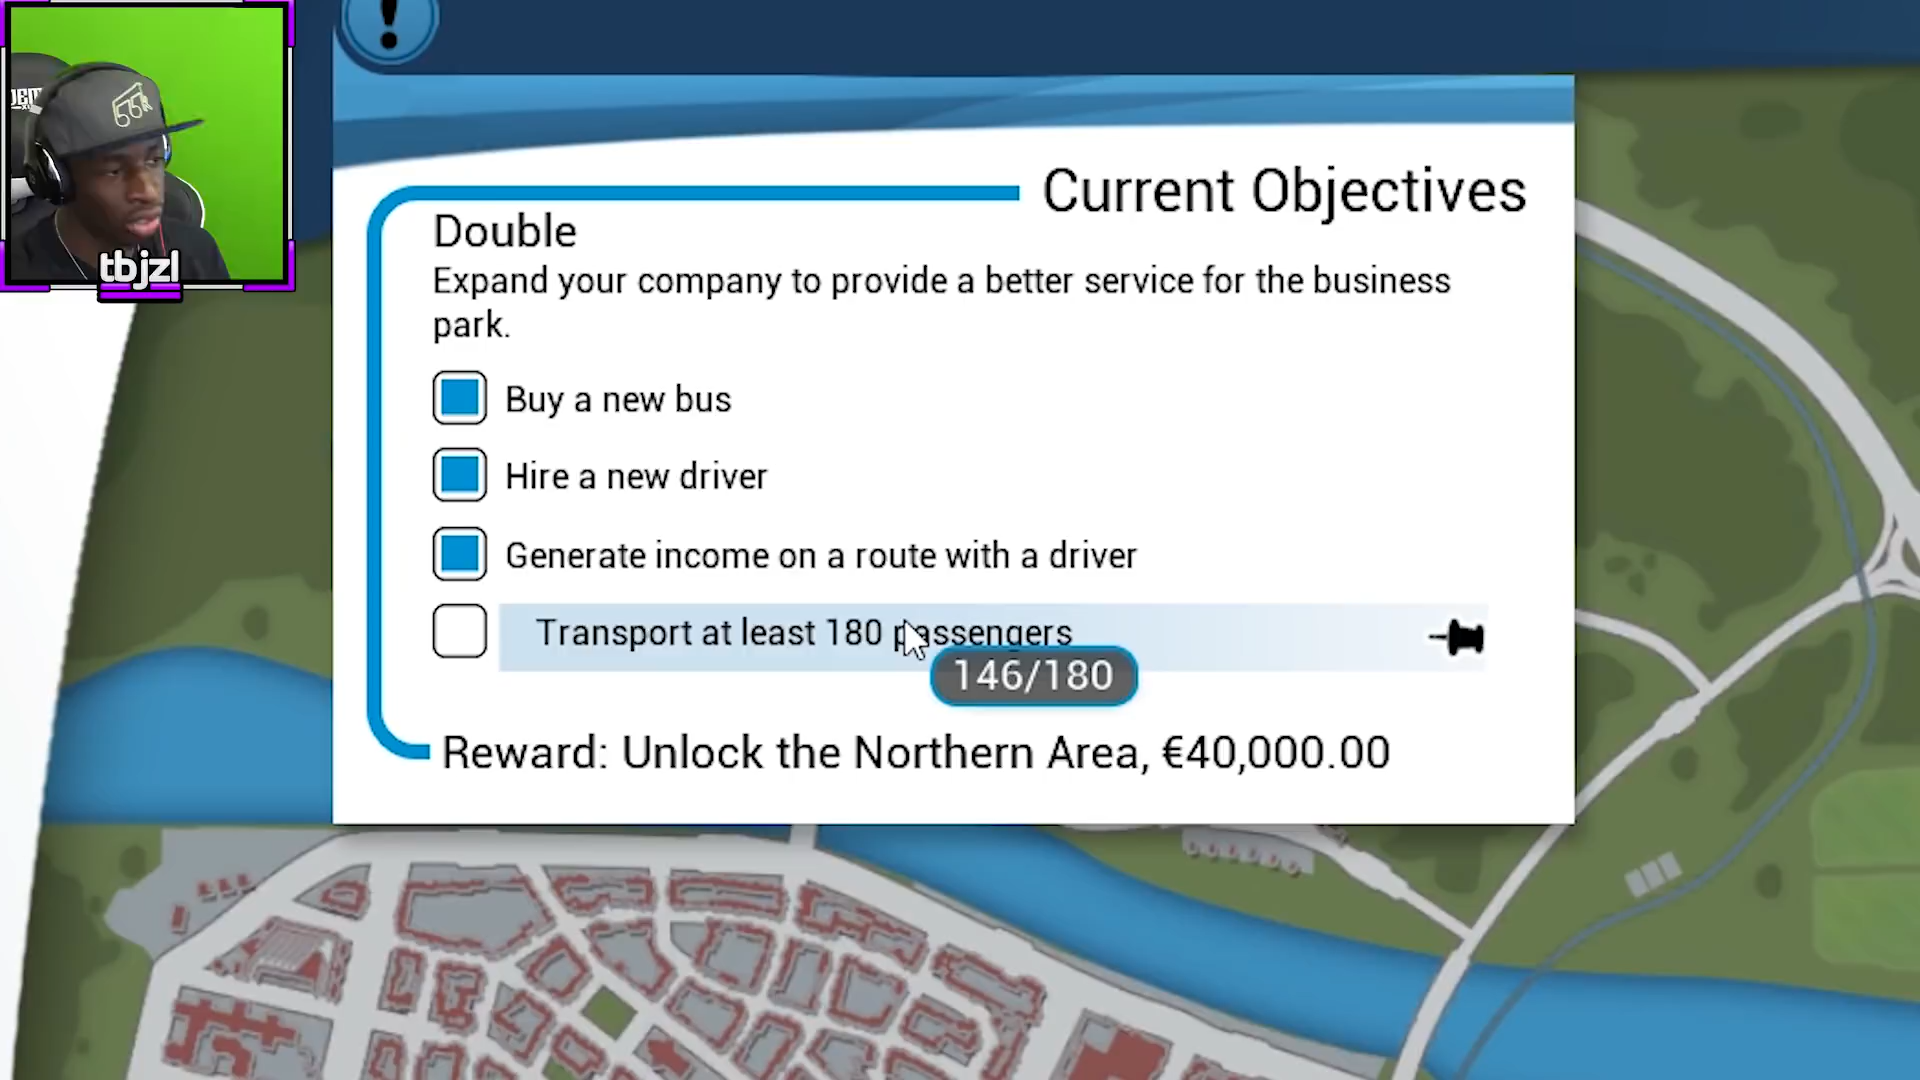 tbjzl
Current Objectives
Double
Expand your company to provide a better service for the business
park.
Buy a new bus
Hire a new driver
Generate income on a route with a driver
Transport at least 180 passengers
146/180
Reward: Unlock the Northern Area, €40,000.00